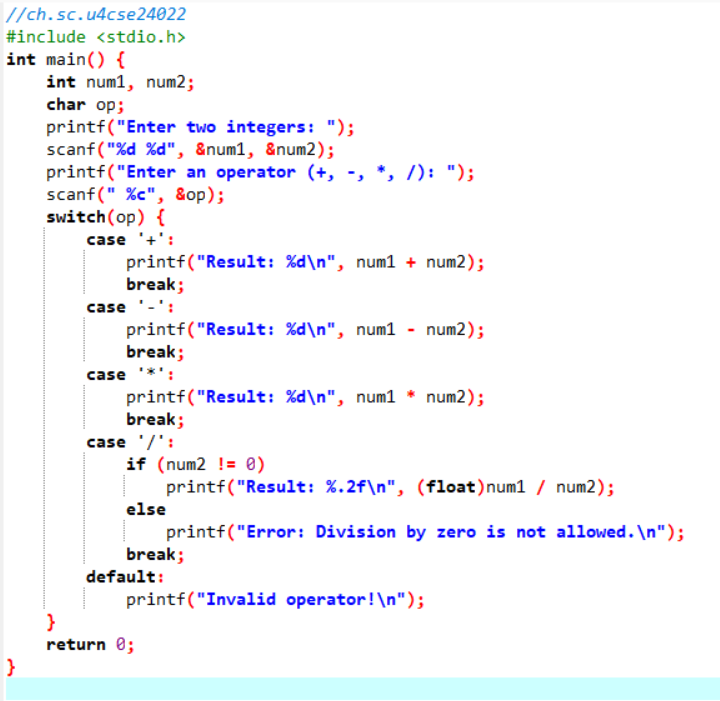 //ch.sc.u4cse24022
#include <stdio.h>
int main() {
    int num1, num2;
    char op;
    printf("Enter two integers: ");
    scanf("%d %d", &num1, &num2);
    printf("Enter an operator (+, -, *, /): ");
    scanf(" %c", &op);
    switch(op) {
        case '+':
            printf("Result: %d\n", num1 + num2);
            break;
        case '-':
            printf("Result: %d\n", num1 - num2);
            break;
        case '*':
            printf("Result: %d\n", num1 * num2);
            break;
        case '/':
            if (num2 != 0)
                printf("Result: %.2f\n", (float)num1 / num2);
            else
                printf("Error: Division by zero is not allowed.\n");
            break;
        default:
            printf("Invalid operator!\n");
    }
    return 0;
}